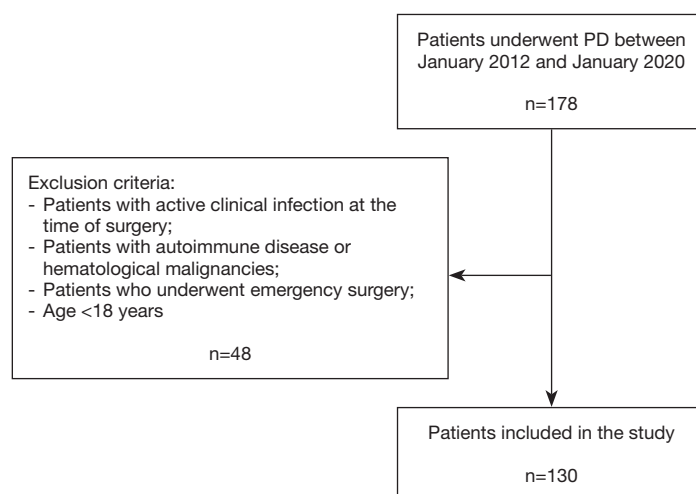 Patients underwent PD between
January 2012 and January 2020
n=178
Exclusion criteria:
- Patients with active clinical infection at the
time of surgery;
- Patients with autoimmune disease or
hematological malignancies;
- Patients who underwent emergency surgery;
- Age <18 years
n=48
Patients included in the study
n=130